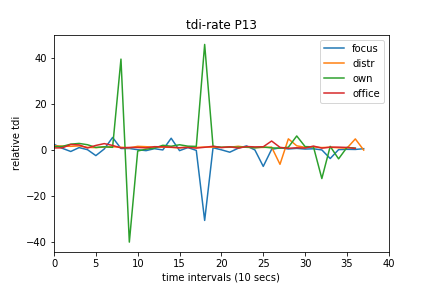 tdi-rate P13
relative tdi
40
20
0
−20
−40
focus
distr
own
office
0 5 10 15 20 25 30 35 40
time intervals (10 secs)